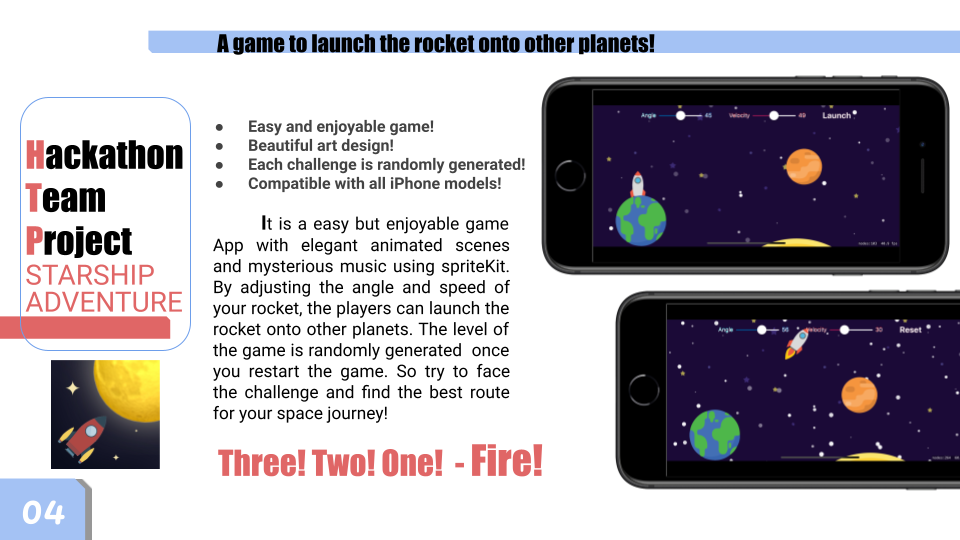 A game to launch the rocket onto other planets!
Hackathon
Team
Project
STARSHIP
ADVENTURE
● Easy and enjoyable game!
● Beautiful art design!
● Each challenge is randomly generated!
● Compatible with all iPhone models!
It is a easy but enjoyable game
App with elegant animated scenes
and mysterious music using spriteKit.
By adjusting the angle and speed of
your rocket, the players can launch the
rocket onto other planets. The level of
the game is randomly generated once
you restart the game. So try to face
the challenge and find the best route
for your space journey!
Three! Two! One! - Fire!
Angle 45 Velocity 49 Launch
Angle 56 Velocity 30 Reset
04